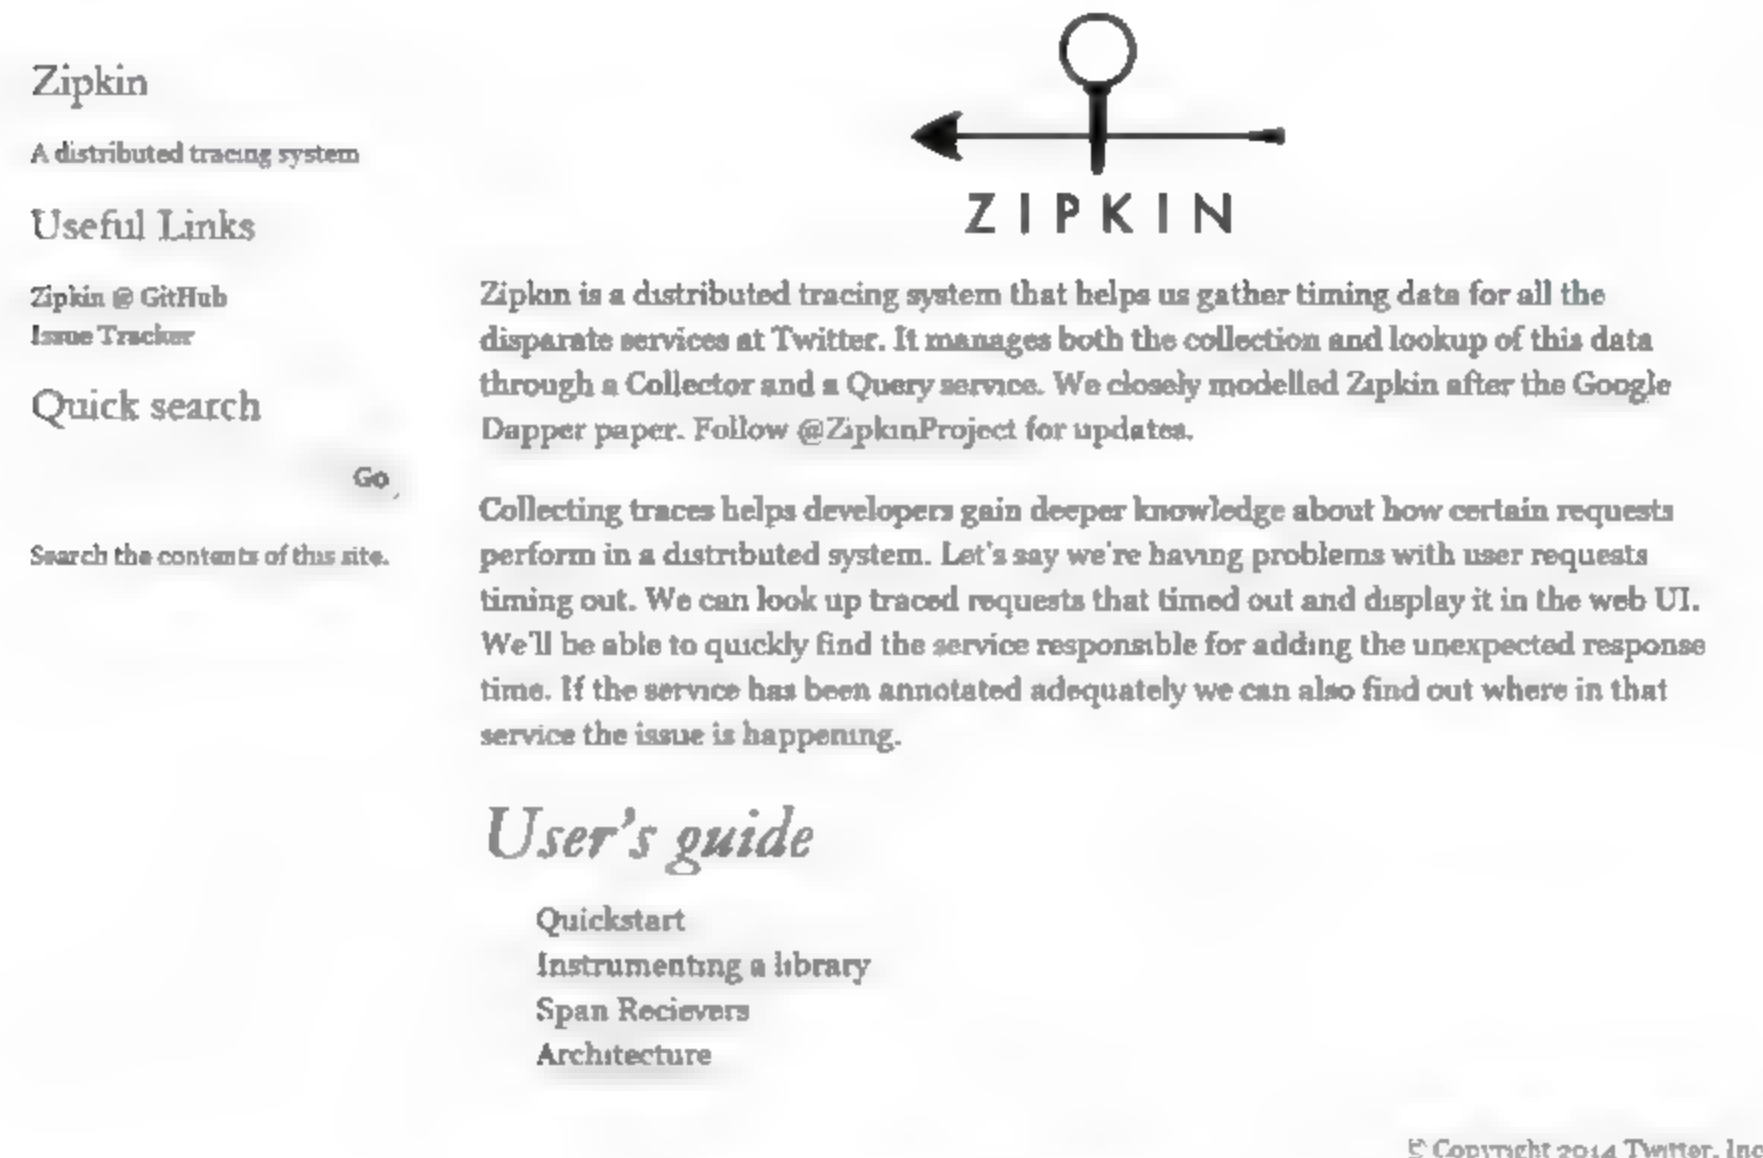 Zipkin
A distributed tracing system
Useful Links
Zipkin @ GitHub
Issue Tracker
Quick search
Go
Search the contents of this site.
ZIPKIN
Zipkin is a distributed tracing system that helps us gather timing data for all the
disparate services at Twitter. It manages both the collection and lookup of this data
through a Collector and a Query service. We closely modelled Zipkin after the Google
Dapper paper. Follow @ZipkinProject for updates.
Collecting traces helps developers gain deeper knowledge about how certain requests
perform in a distributed system. Let's say we're having problems with user requests
timing out. We can look up traced requests that timed out and display it in the web UI.
We'll be able to quickly find the service responsible for adding the unexpected response
time. If the service has been annotated adequately we can also find out where in that
service the issue is happening.
User's guide
Quickstart
Instrumenting a library
Span Recievers
Architecture
© Copyright 2014 Twitter, Inc